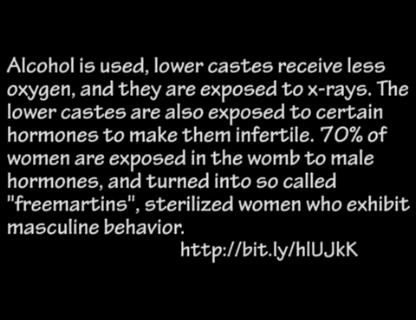 Alcohol is used, lower castes receive less
oxygen, and they are exposed to x-rays. The
lower castes are also exposed to certain
hormones to make them infertile. 70% of
women are exposed in the womb to male
hormones, and turned into so called
"freemartins", sterilized women who exhibit
masculine behavior.
http://bit.ly/hlUJkK